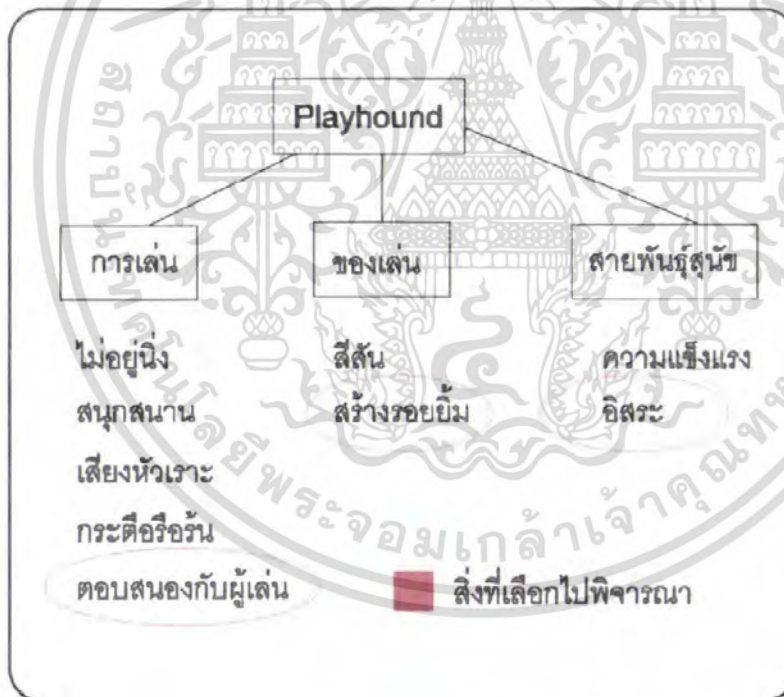 Playhound
การเล่น
ของเล่น
สายพันธุ์สุนัข
ไม่อยู่นิ่ง
สีสัน
ความแข็งแรง
สนุกสนาน
สร้างรอยยิ้ม
อิสระ
เสียงหัวเราะ
กระตือรือร้น
ตอบสนองกับผู้เล่น
สิ่งที่เลือกไปพิจารณา